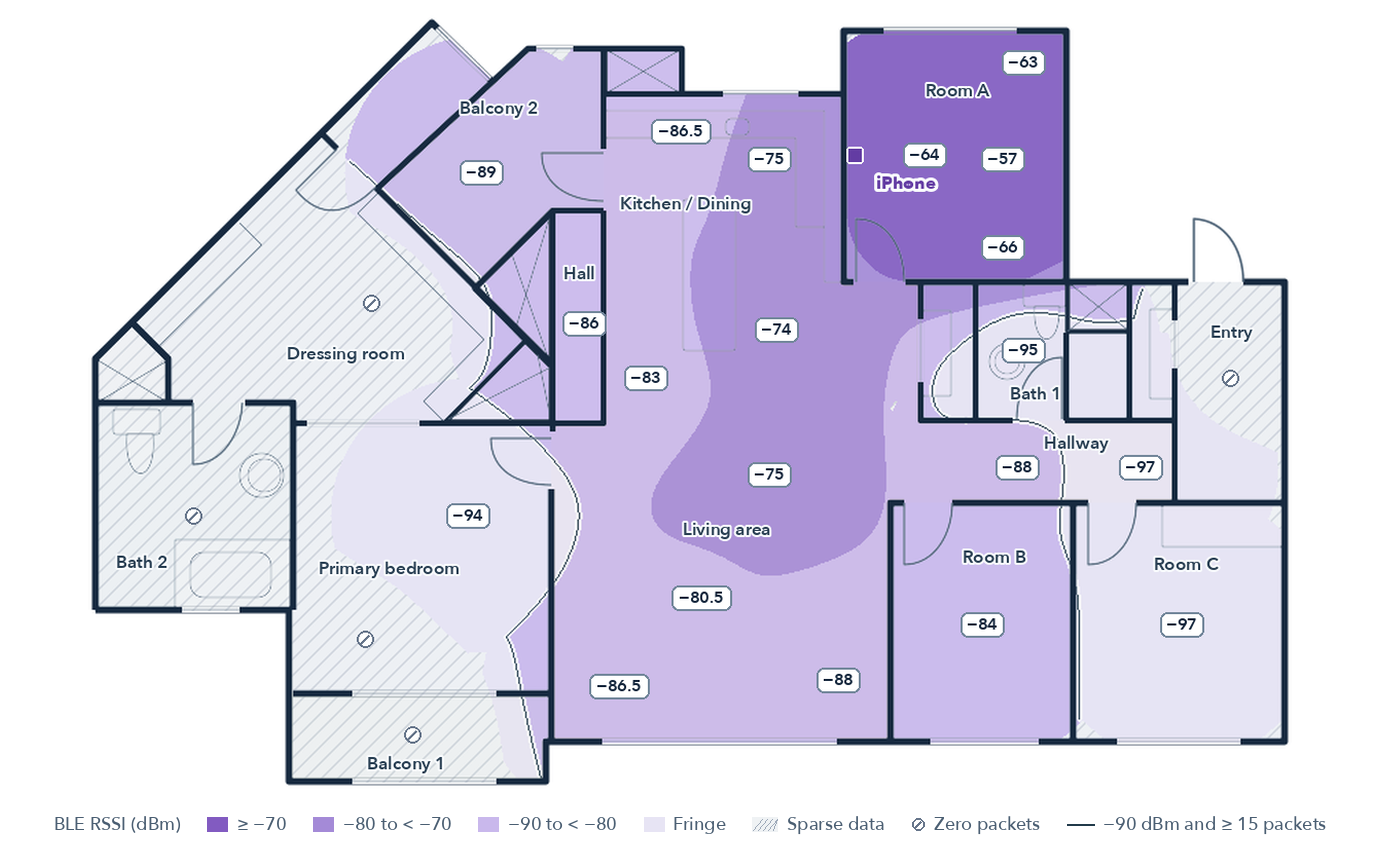 −63
Room A
Balcony 2
−86.5
−75
−64
−57
−89
iPhone
Kitchen / Dining
−66
Hall
−86
−74
Entry
Dressing room
−95
−83
Bath 1
Hallway
−88
−97
−75
−94
Living area
Bath 2
Primary bedroom
Room B
Room C
−80.5
−84
−97
−86.5
−88
Balcony 1
BLE RSSI (dBm) ≥ −70 −80 to < −70 −90 to < −80 Fringe Sparse data Zero packets −90 dBm and ≥ 15 packets